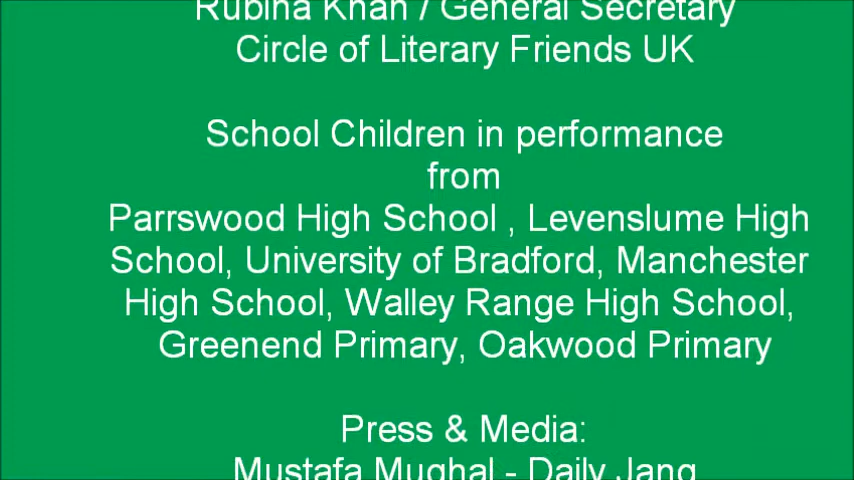 Rubina Khan / General Secretary
Circle of Literary Friends UK
School Children in performance
from
Parrswood High School , Levenslume High
School, University of Bradford, Manchester
High School, Walley Range High School,
Greenend Primary, Oakwood Primary
Press & Media:
Mustafa Mughal - Daily Jang